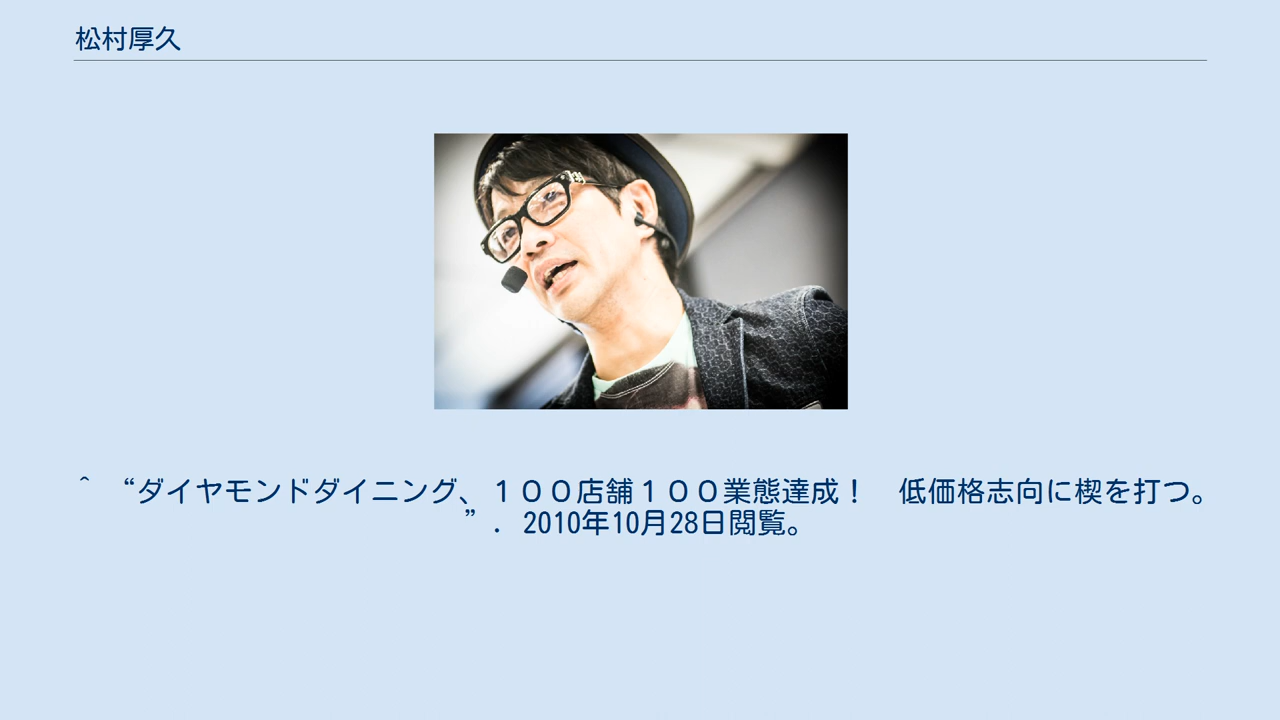 松村厚久
^　“ダイヤモンドダイニング、１００店舗１００業態達成！　低価格志向に楔を打つ。
”． 2010年10月28日閲覧。